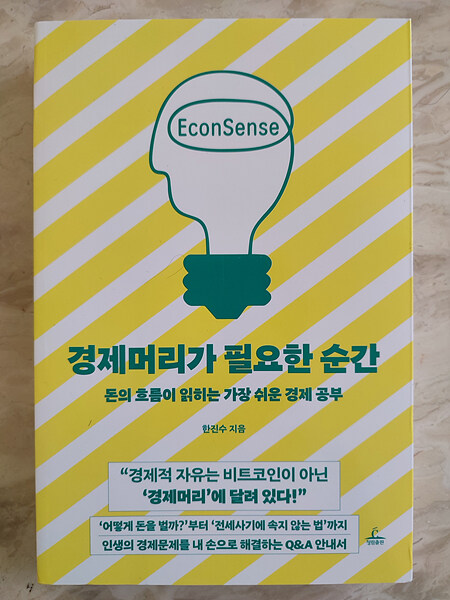 EconSense
경제머리가 필요한 순간
돈의 흐름이 읽히는 가장 쉬운 경제 공부
한진수 지음
“경제적 자유는 비트코인이 아닌
‘경제머리’에 달려 있다!”
‘어떻게 돈을 벌까?’부터 ‘전세사기에 속지 않는 법’까지
인생의 경제문제를 내 손으로 해결하는 Q&A 안내서
청림출판